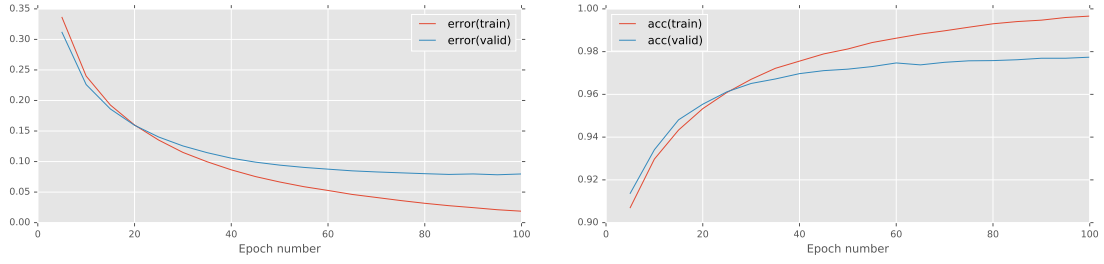 0.35
0.30
0.25
0.20
0.15
0.10
0.05
0.00
0 20 40 60 80 100
Epoch number
error(train)
error(valid)
1.00
0.98
0.96
0.94
0.92
0.90
0 20 40 60 80 100
Epoch number
acc(train)
acc(valid)